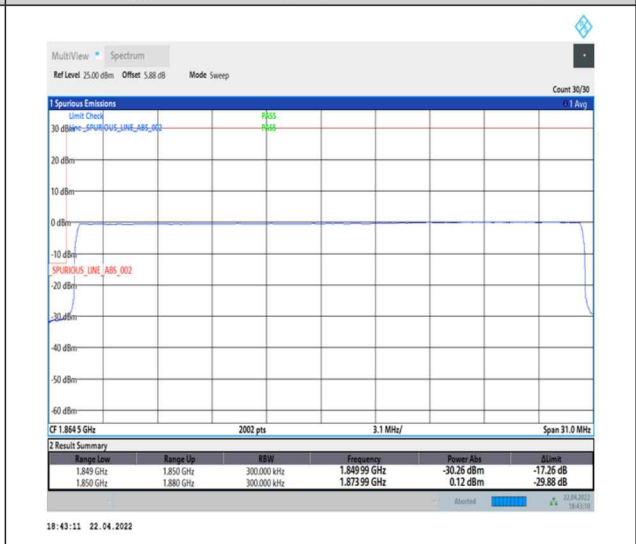 MultiView Spectrum
Ref Level 25.00 dBm Offset 5.88 dB Mode Sweep
Count 30/30
1 Spurious Emissions 1 Avg
Limit Check PASS
30 dBm Line _SPURIOUS_LINE_ABS_002 PASS
20 dBm
10 dBm
0 dBm
-10 dBm
SPURIOUS_LINE_ABS_002
-20 dBm
-30 dBm
-40 dBm
-50 dBm
-60 dBm
CF 1.864 5 GHz 2002 pts 3.1 MHz/ Span 31.0 MHz
2 Result Summary
Range Low Range Up RBW Frequency Power Abs ΔLimit
1.849 GHz 1.850 GHz 300.000 kHz 1.849 99 GHz -30.26 dBm -17.26 dB
1.850 GHz 1.880 GHz 300.000 kHz 1.873 99 GHz 0.12 dBm -29.88 dB
Aborted 22.04.2022
18:43:10
18:43:11 22.04.2022